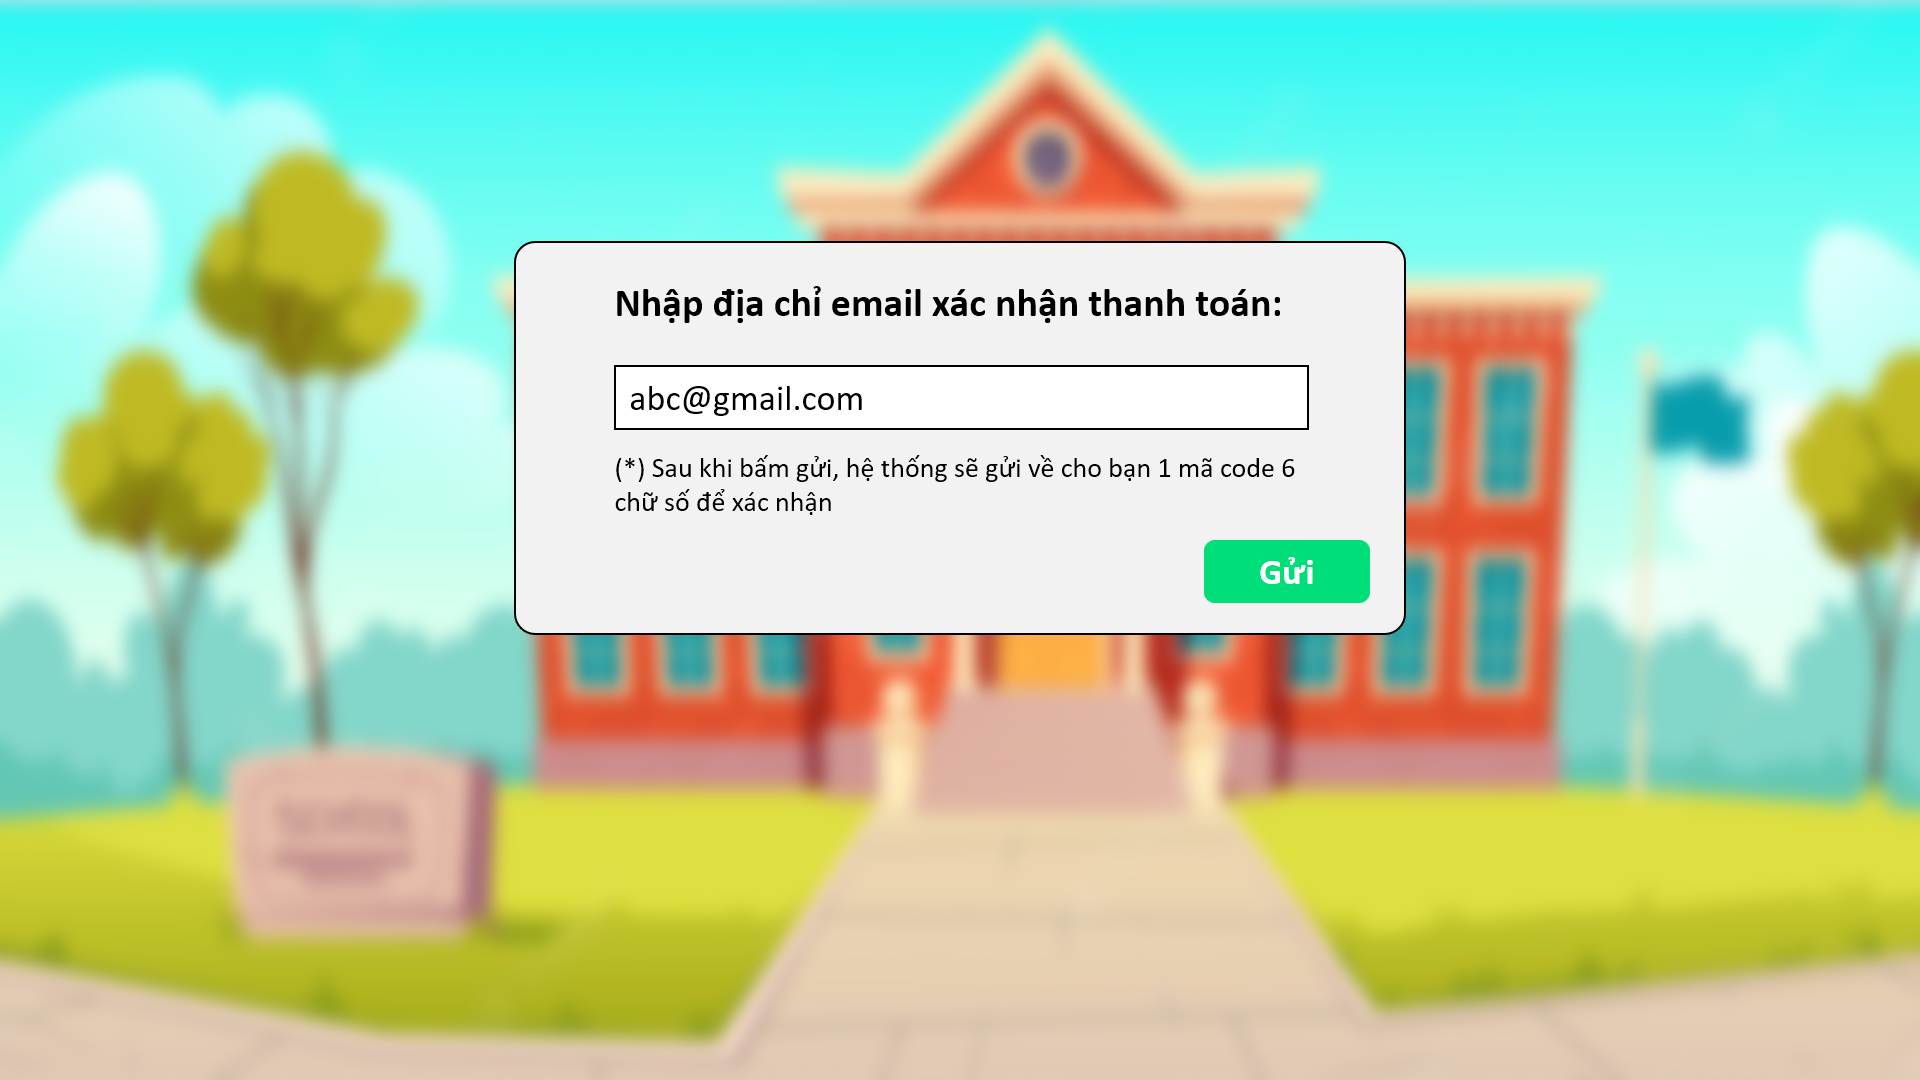 Nhập địa chỉ email xác nhận thanh toán:
abc@gmail.com
(*) Sau khi bấm gửi, hệ thống sẽ gửi về cho bạn 1 mã code 6
chữ số để xác nhận
Gửi